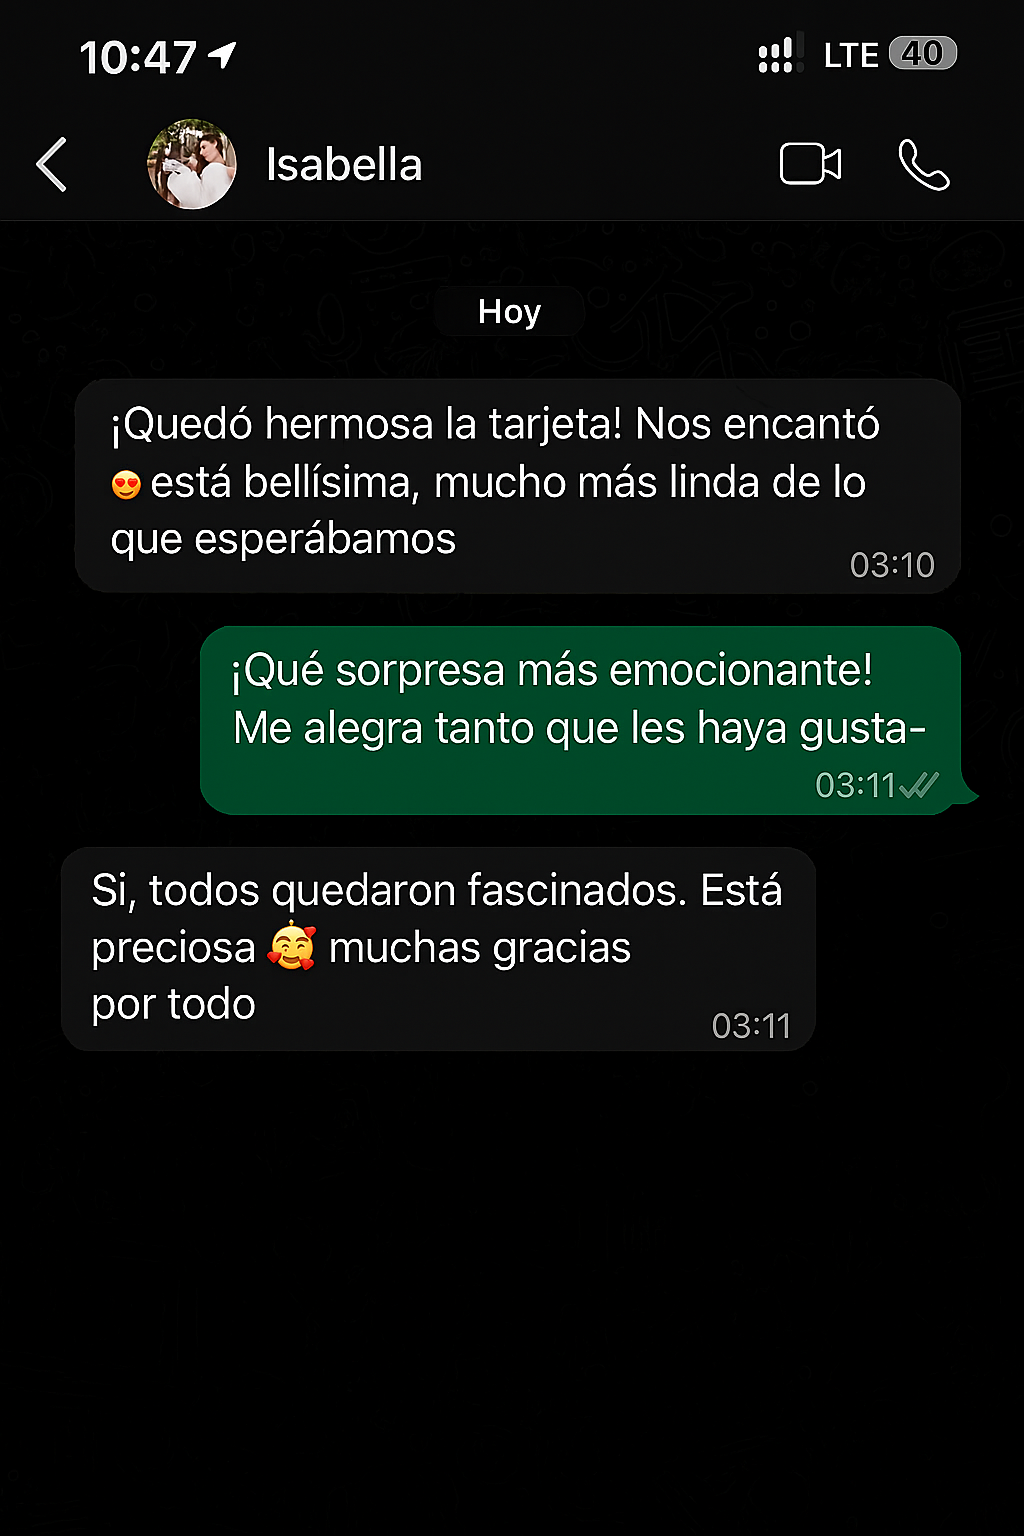 10:47
LTE 40
Isabella
Hoy
¡Quedó hermosa la tarjeta! Nos encantó
😍 está bellísima, mucho más linda de lo
que esperábamos
03:10
¡Qué sorpresa más emocionante!
Me alegra tanto que les haya gusta-
03:11
Si, todos quedaron fascinados. Está
preciosa 🥰 muchas gracias
por todo
03:11